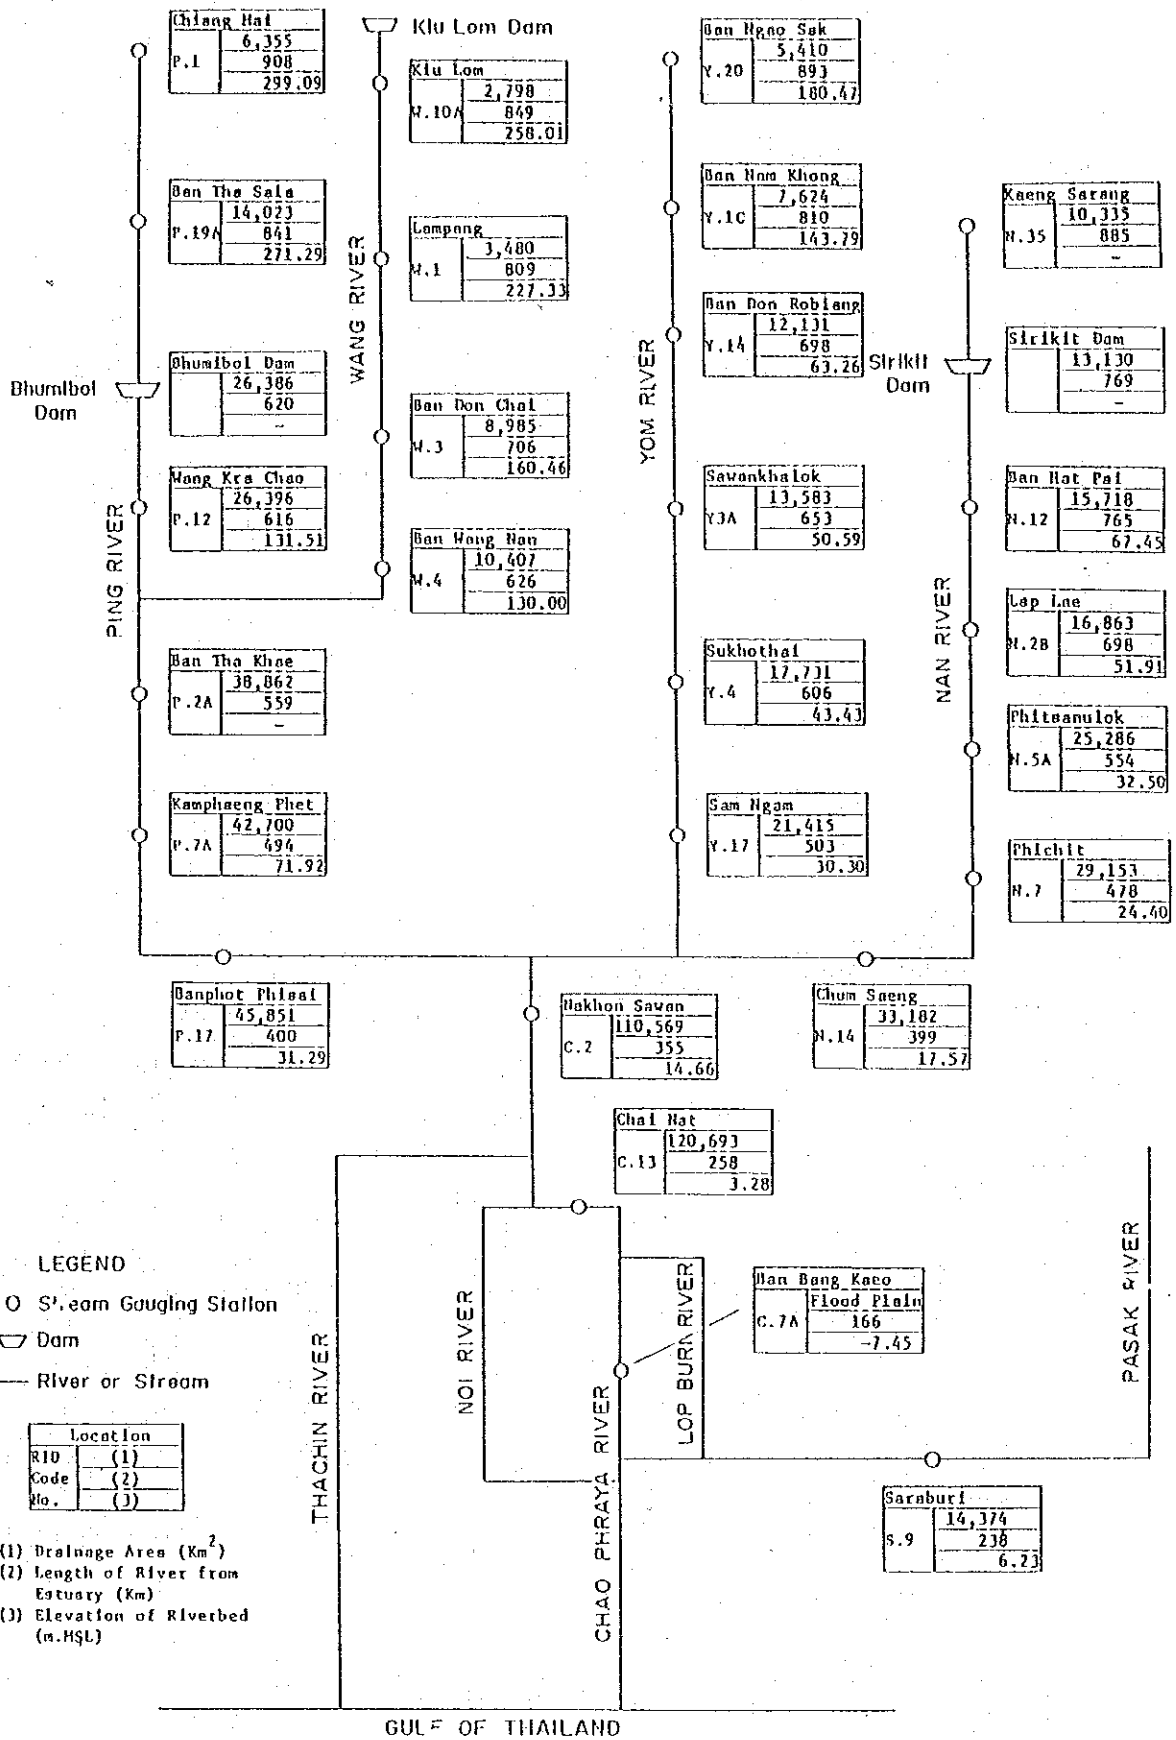 Chiang Mai
P.1
6,355
908
299.09
Kiu Lom Dam
Kiu Lom
W.10A
2,798
849
258.01
Ban Ngao Sak
Y.20
5,410
893
180.47
Ban Tha Sala
P.19A
14,023
841
271.29
Lampang
W.1
3,480
809
227.33
Ban Nam Khong
Y.1C
7,624
810
143.79
Kaeng Sarang
N.35
10,335
885
-
WANG RIVER
Ban Don Robiang
Y.14
12,131
698
63.26
Sirikit
Dam
Sirikit Dam
13,130
769
-
Bhumibol
Dam
Bhumibol Dam
26,386
620
-
Ban Don Chai
W.3
8,985
706
160.46
YOM RIVER
Wang Kra Chao
P.12
26,396
616
131.51
Sawankhalok
Y3A
13,583
653
50.59
Ban Hat Pai
N.12
15,718
765
67.45
PING RIVER
Ban Wang Man
W.4
10,407
626
130.00
NAN RIVER
Lap Lae
N.2B
16,863
698
51.91
Ban Tha Khae
P.2A
38,862
559
-
Sukhothai
Y.4
17,731
606
43.43
Phitsanulok
N.5A
25,286
554
32.50
Kamphaeng Phet
P.7A
42,700
494
71.92
Sam Ngam
Y.17
21,415
503
30.30
Phichit
N.7
29,153
478
24.40
Banphot Phisai
P.17
45,851
400
31.29
Nakhon Sawan
C.2
110,569
355
14.66
Chum Saeng
N.14
33,182
399
17.57
Chai Nat
C.13
120,693
258
3.28
LEGEND
Stream Gauging Station
Dam
River or Stream
Location
RID
Code
No.
(1)
(2)
(3)
(1) Drainage Area (Km²)
(2) Length of River from
Estuary (Km)
(3) Elevation of Riverbed
(m.MSL)
THACHIN RIVER
NOI RIVER
CHAO PHRAYA RIVER
LOP BURI RIVER
Ban Bang Kaeo
C.7A
Flood Plain
166
-7.45
PASAK RIVER
Saraburi
S.9
14,374
238
6.23
GULF OF THAILAND